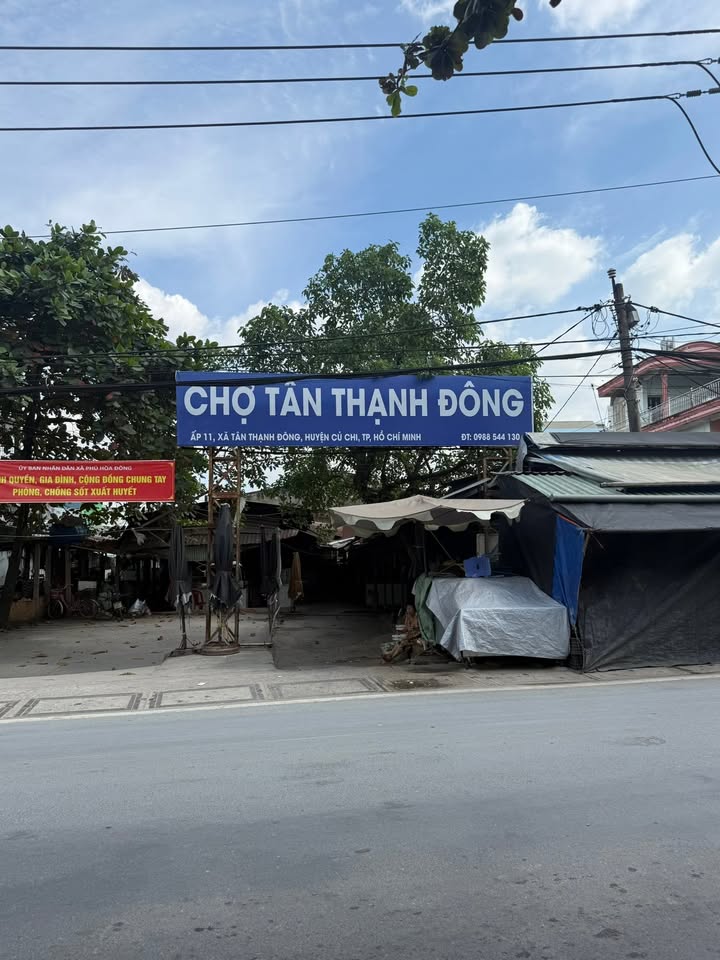 CHỢ TÂN THẠNH ĐÔNG
ẤP 11, XÃ TÂN THẠNH ĐÔNG, HUYỆN CỦ CHI, TP, HỒ CHÍ MINH ĐT: 0988 544 130
ỦY BAN NHÂN DÂN XÃ PHÚ HÒA ĐÔNG
H QUYỀN, GIA ĐÌNH, CỘNG ĐỒNG CHUNG TAY
PHÒNG, CHỐNG SỐT XUẤT HUYẾT